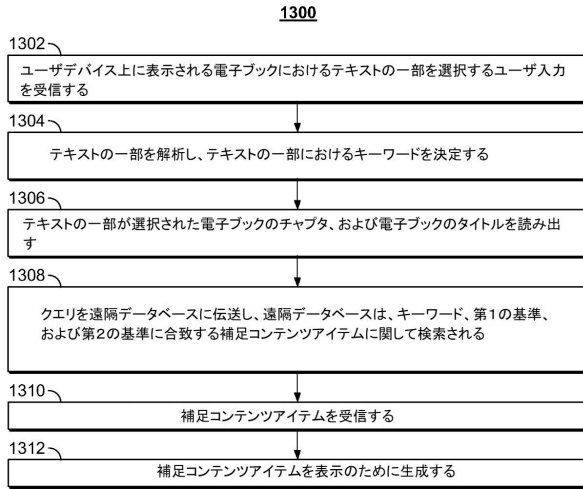 1300
1302
ユーザデバイス上に表示される電子ブックにおけるテキストの一部を選択するユーザ入力
を受信する
1304
テキストの一部を解析し、テキストの一部におけるキーワードを決定する
1306
テキストの一部が選択された電子ブックのチャプタ、および電子ブックのタイトルを読み出
す
1308
クエリを遠隔データベースに伝送し、遠隔データベースは、キーワード、第1の基準、
および第2の基準に合致する補足コンテンツアイテムに関して検索される
1310
補足コンテンツアイテムを受信する
1312
補足コンテンツアイテムを表示のために生成する